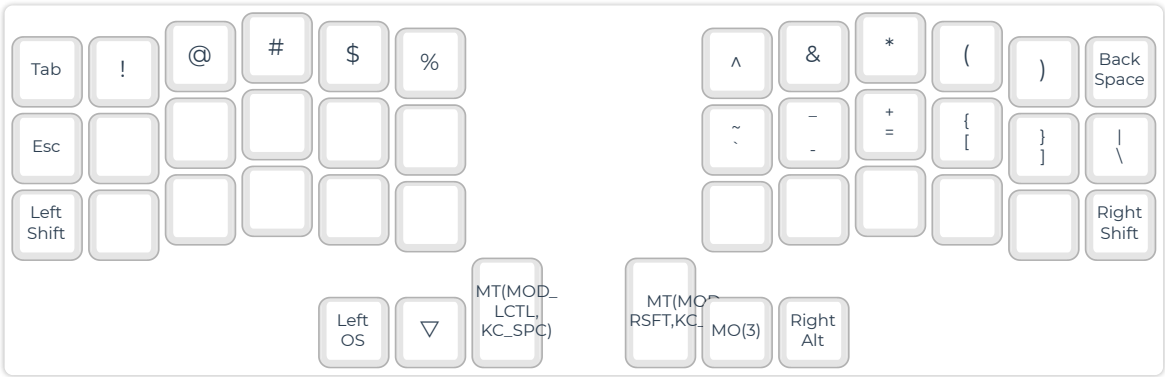 Tab
!
@
#
$
%
^
&
*
(
)
Back
Space
Esc
~
`
_
-
+
=
{
[
}
]
|
\
Left
Shift
Right
Shift
Left
OS
▽
MT(MOD_
LCTL,
KC_SPC)
MT(MOD_
RSFT,KC_
MO(3)
Right
Alt